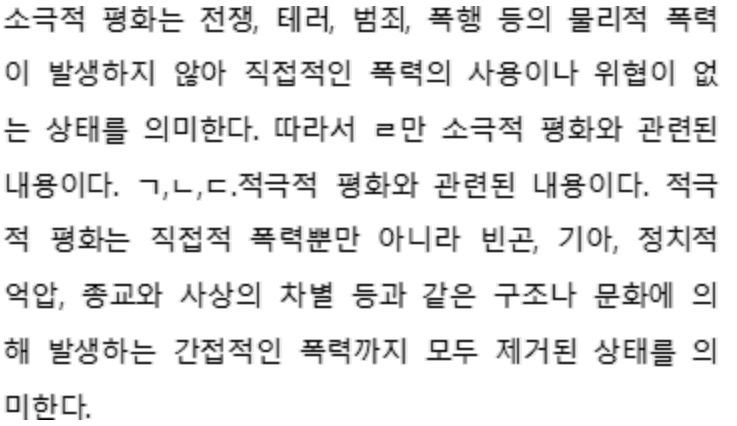 소극적 평화는 전쟁, 테러, 범죄, 폭행 등의 물리적 폭력
이 발생하지 않아 직접적인 폭력의 사용이나 위협이 없
는 상태를 의미한다. 따라서 ㄹ만 소극적 평화와 관련된
내용이다. ㄱ,ㄴ,ㄷ.적극적 평화와 관련된 내용이다. 적극
적 평화는 직접적 폭력뿐만 아니라 빈곤, 기아, 정치적
억압, 종교와 사상의 차별 등과 같은 구조나 문화에 의
해 발생하는 간접적인 폭력까지 모두 제거된 상태를 의
미한다.